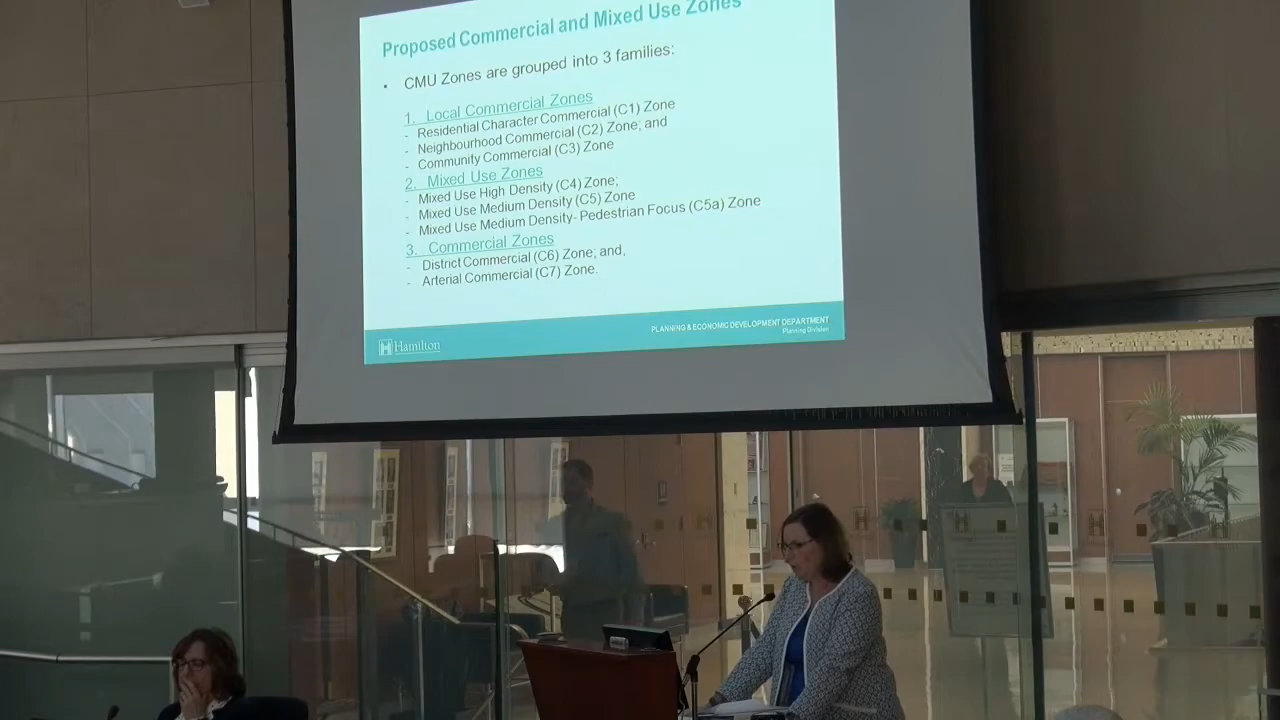 Proposed Commercial and Mixed Use Zones
• CMU Zones are grouped into 3 families:
1. Local Commercial Zones
- Residential Character Commercial (C1) Zone
- Neighbourhood Commercial (C2) Zone; and
- Community Commercial (C3) Zone
2. Mixed Use Zones
- Mixed Use High Density (C4) Zone;
- Mixed Use Medium Density (C5) Zone
- Mixed Use Medium Density- Pedestrian Focus (C5a) Zone
3. Commercial Zones
- District Commercial (C6) Zone; and,
- Arterial Commercial (C7) Zone.
PLANNING & ECONOMIC DEVELOPMENT DEPARTMENT
Planning Division
Hamilton